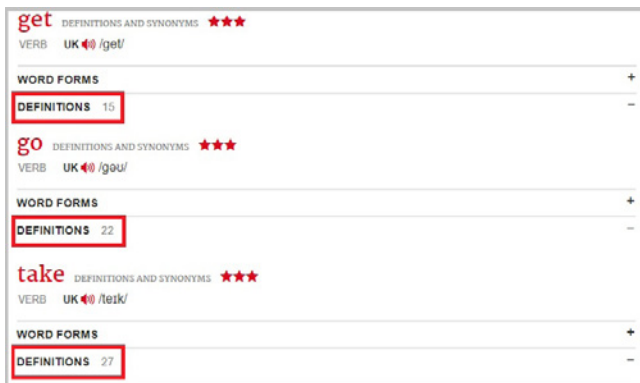 get DEFINITIONS AND SYNONYMS ★★★
VERB UK /get/
WORD FORMS +
DEFINITIONS 15 −
go DEFINITIONS AND SYNONYMS ★★★
VERB UK /ɡəʊ/
WORD FORMS +
DEFINITIONS 22 −
take DEFINITIONS AND SYNONYMS ★★★
VERB UK /teɪk/
WORD FORMS +
DEFINITIONS 27 −